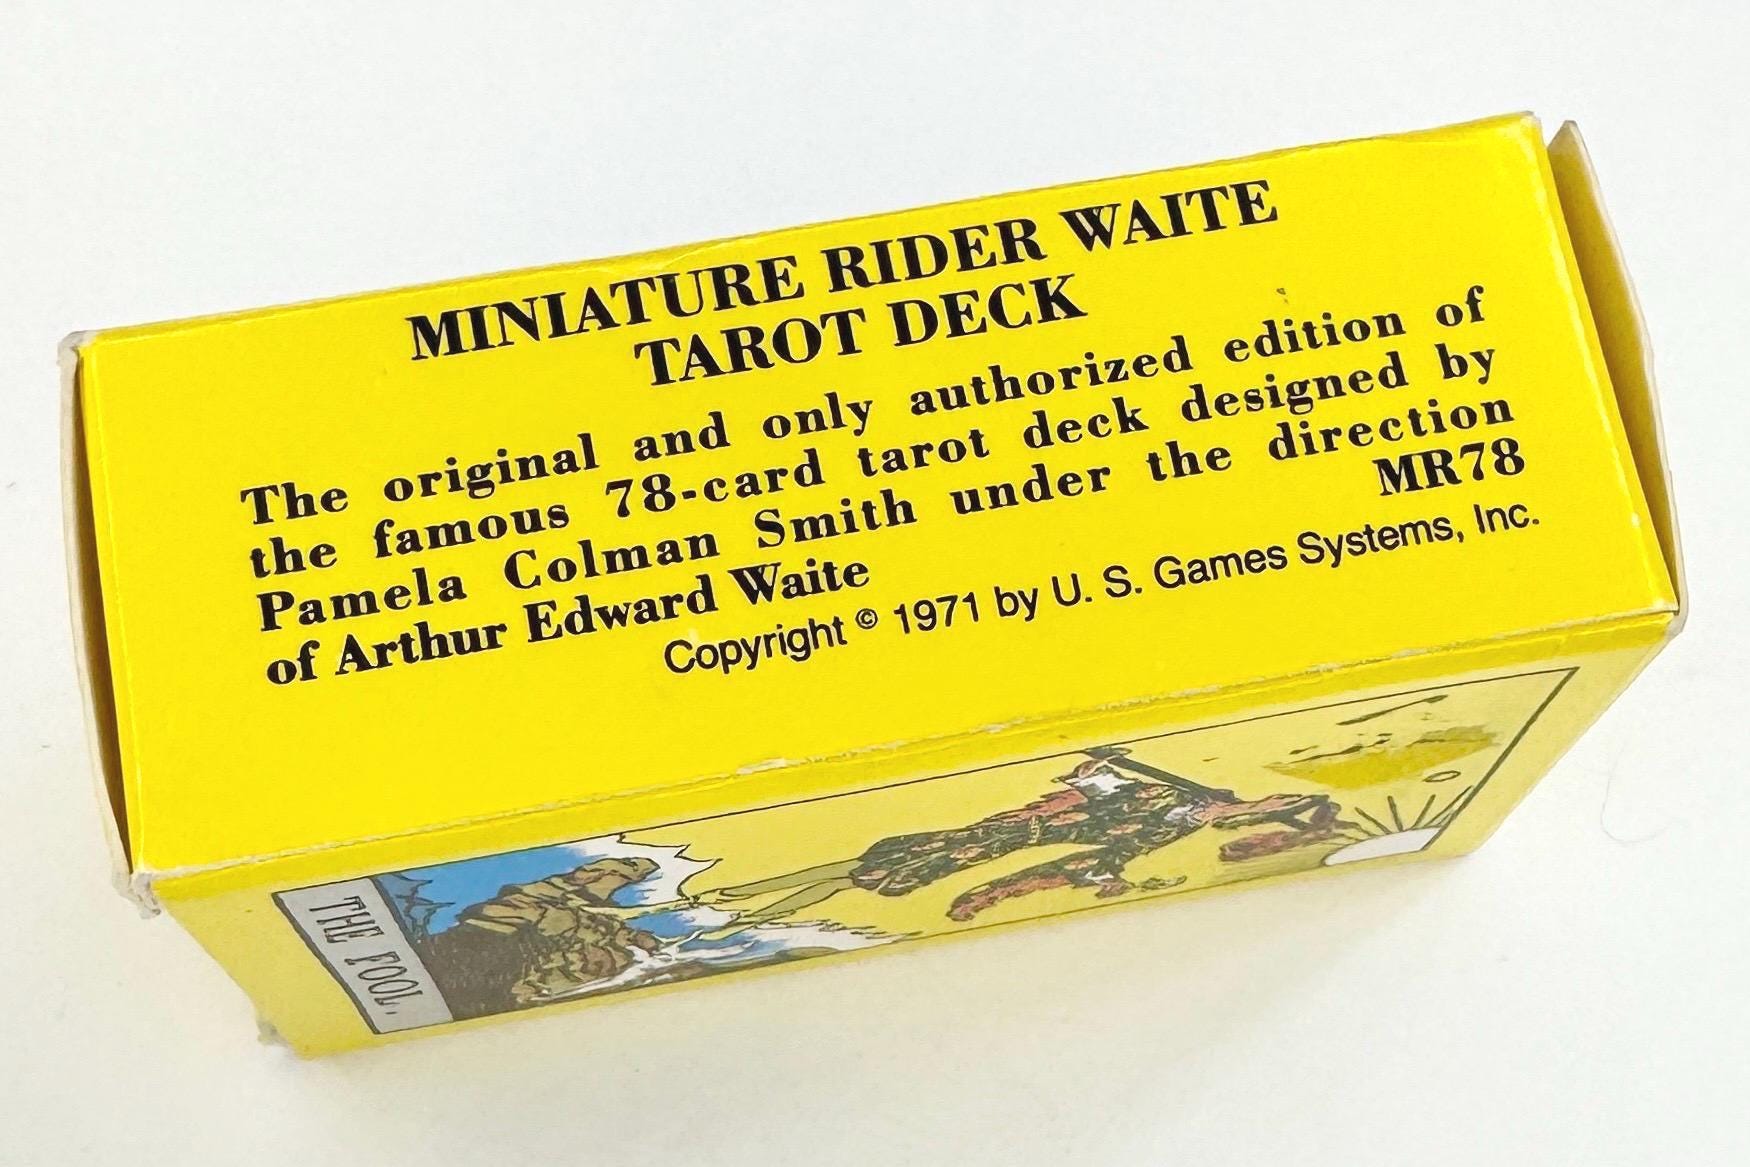 MINIATURE RIDER WAITE
TAROT DECK
The original and only authorized edition of
the famous 78-card tarot deck designed by
Pamela Colman Smith under the direction
of Arthur Edward Waite
MR78
Copyright © 1971 by U. S. Games Systems, Inc.
THE FOOL.